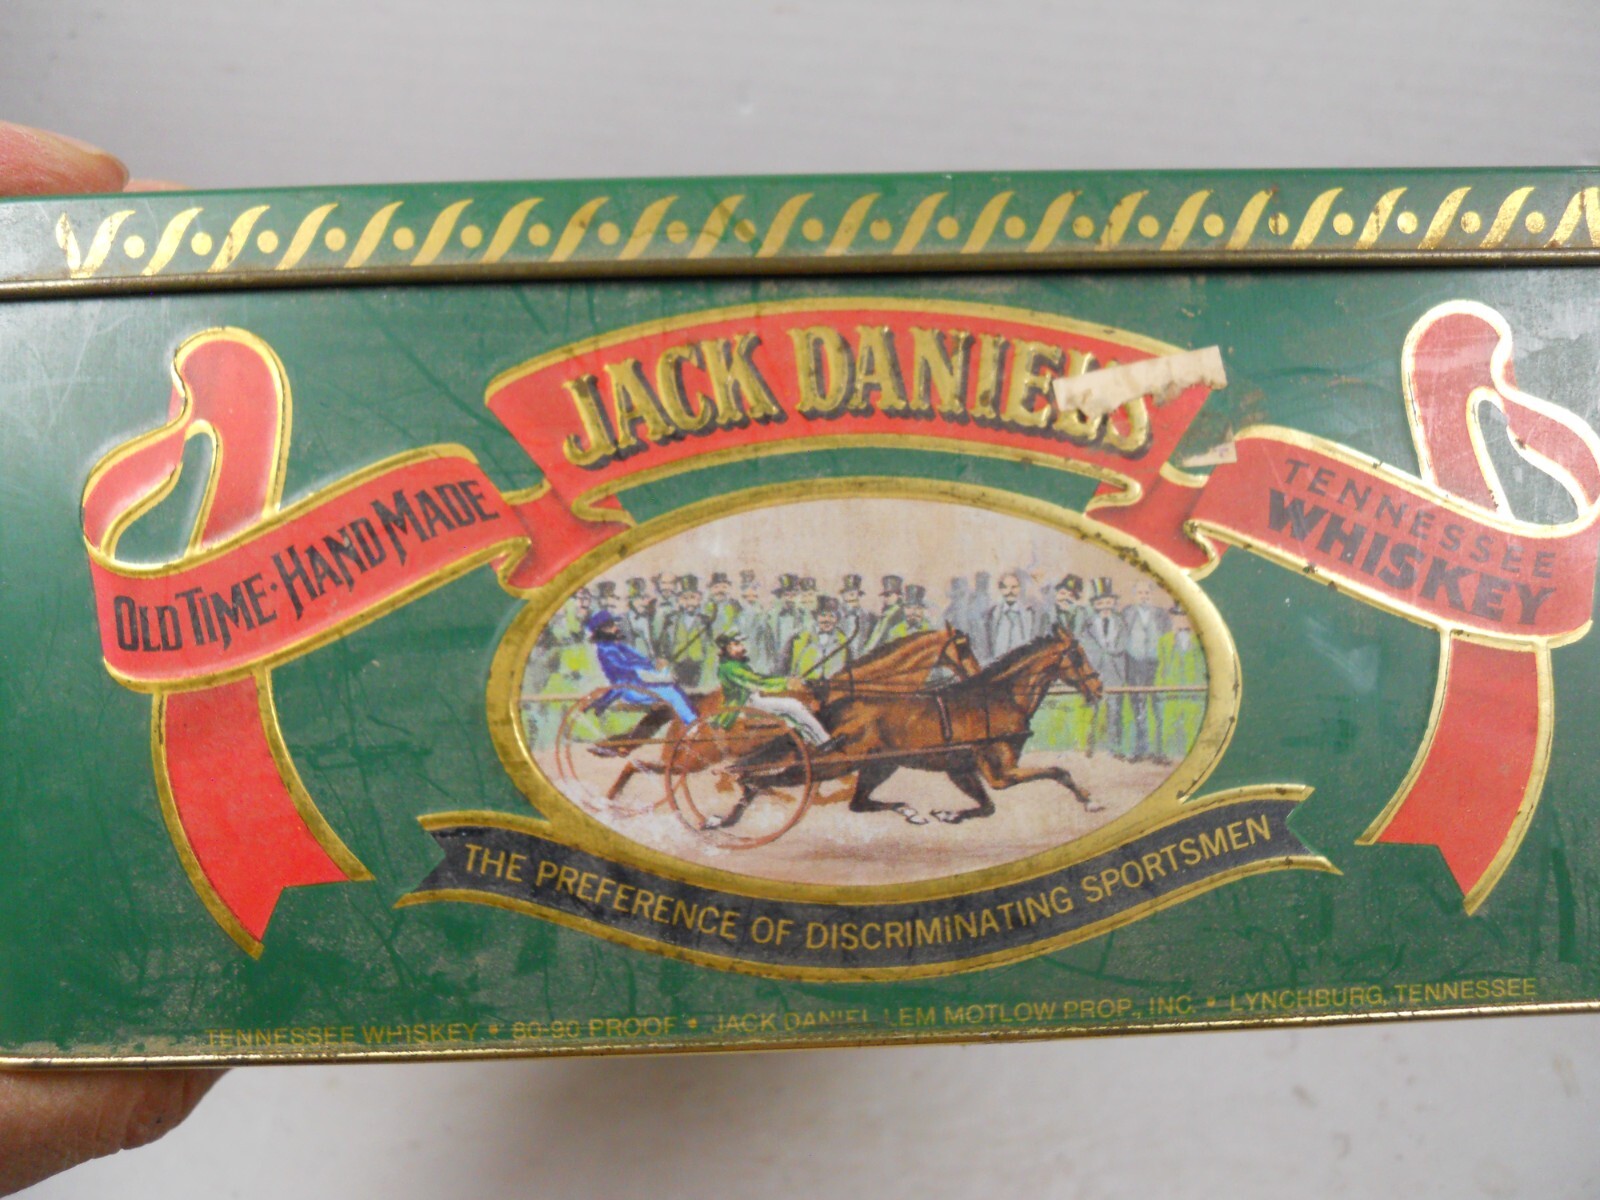 JACK DANIEL'S
OLD TIME · HAND MADE
TENNESSEE
WHISKEY
THE PREFERENCE OF DISCRIMINATING SPORTSMEN
TENNESSEE WHISKEY • 80-90 PROOF • JACK DANIEL LEM MOTLOW PROP., INC. • LYNCHBURG, TENNESSEE